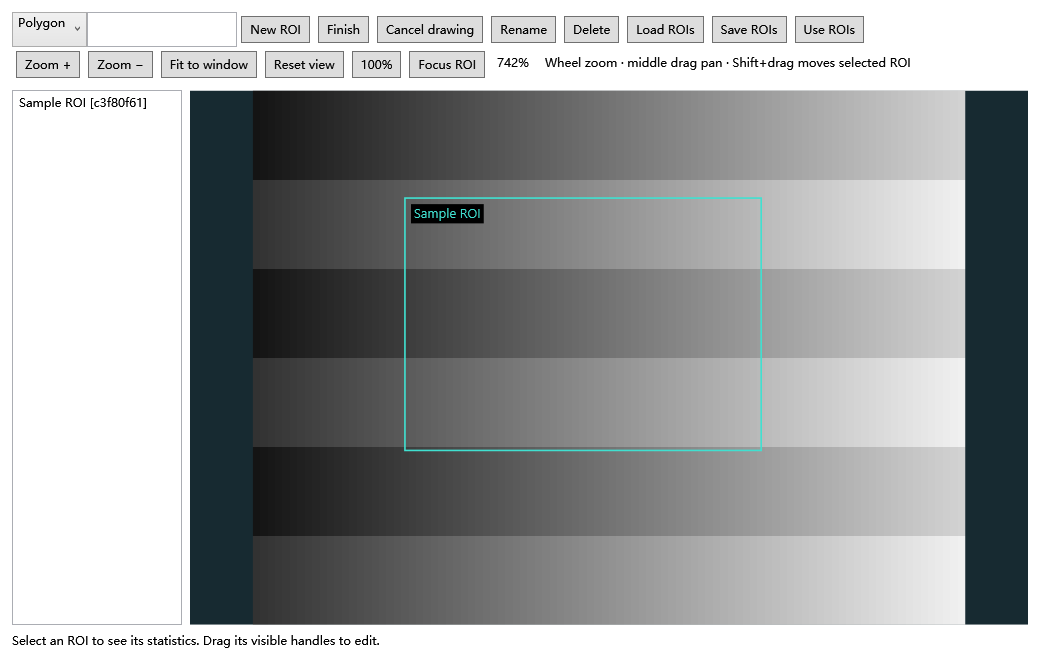 Polygon New ROI Finish Cancel drawing Rename Delete Load ROIs Save ROIs Use ROIs
Zoom + Zoom − Fit to window Reset view 100% Focus ROI 742% Wheel zoom · middle drag pan · Shift+drag moves selected ROI
Sample ROI [c3f80f61]
Sample ROI
Select an ROI to see its statistics. Drag its visible handles to edit.